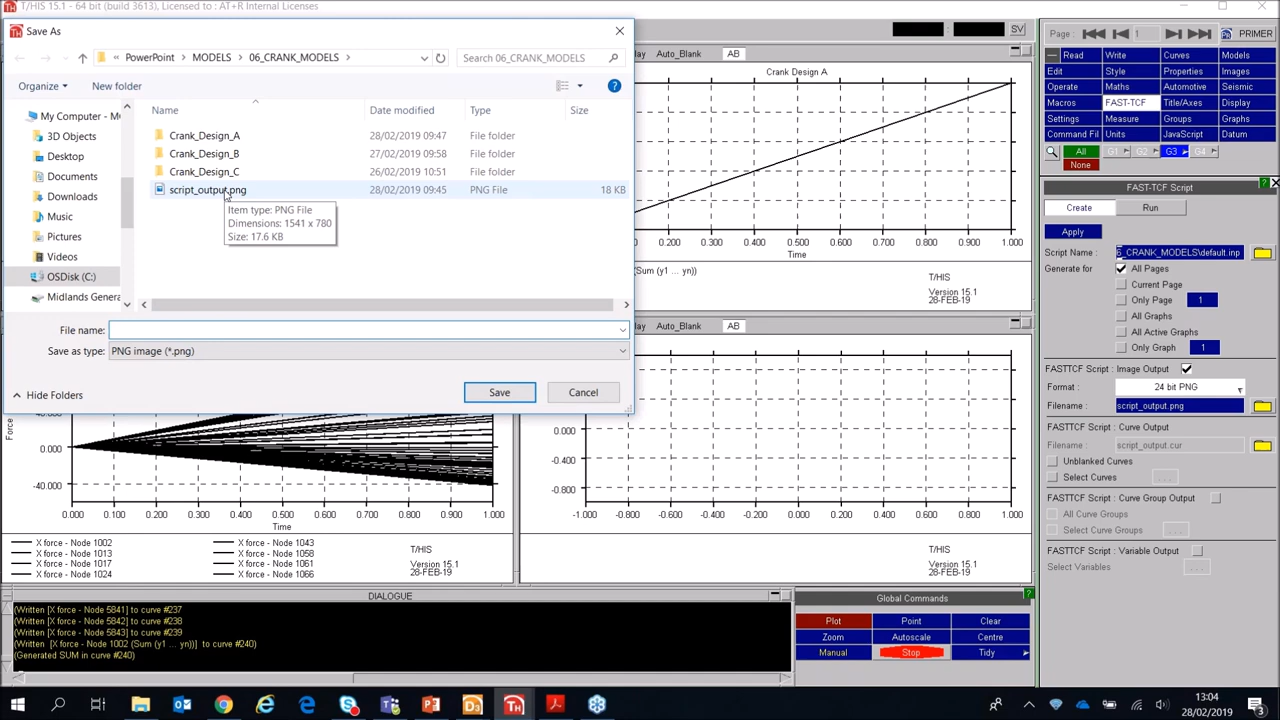 T/HIS 15.1 - 64 bit (build 3613), Licensed to : AT+R Internal Licenses
Save As
« PowerPoint > MODELS > 06_CRANK_MODELS >
Search 06_CRANK_MODELS
Organize
New folder
?
Name
Date modified
Type
Size
My Computer - M
3D Objects
Desktop
Documents
Downloads
Music
Pictures
Videos
OSDisk (C:)
Midlands Genera
Crank_Design_A 28/02/2019 09:47 File folder
Crank_Design_B 27/02/2019 09:58 File folder
Crank_Design_C File folder
script_output.png 28/02/2019 09:45 PNG File 18 KB
Item type: PNG File
Dimensions: 1541 x 780
Size: 17.6 KB
File name:
Save as type: PNG image (*.png)
Hide Folders
Save
Cancel
lay Auto_Blank AB
Crank Design A
0.200 0.300 0.400 0.500 0.600 0.700 0.800 0.900 1.000
Time
(Sum (y1 ... yn))
T/HIS
Version 15.1
28-FEB-19
lay Auto_Blank AB
0.000
-0.400
-0.800
-1.000 -0.800 -0.600 -0.400 -0.200 0.000 0.200 0.400 0.600 0.800 1.000
T/HIS
Version 15.1
28-FEB-19
Force
40.000
0.000
-40.000
0.000 0.100 0.200 0.300 0.400 0.500 0.600 0.700 0.800 0.900 1.000
Time
X force - Node 1002 X force - Node 1043
X force - Node 1013 X force - Node 1058
X force - Node 1017 X force - Node 1061
X force - Node 1024 X force - Node 1066
T/HIS
Version 15.1
28-FEB-19
DIALOGUE
(Written [X force - Node 5841] to curve #237)
(Written [X force - Node 5842] to curve #238)
(Written [X force - Node 5843] to curve #239)
(Written [X force - Node 1002 (Sum (y1 ... yn))] to curve #240)
(Generated SUM in curve #240)
Global Commands
Plot Point Clear
Zoom Autoscale Centre
Manual Stop Tidy
SV
Page : 1 PRIMER
Read Write Curves Models
Edit Style Properties Images
Operate Maths Automotive Seismic
Macros FAST-TCF Title/Axes Display
Settings Measure Groups Graphs
Command Fil Units JavaScript Datum
All G1 G2 G3 G4
None
FAST-TCF Script
Create Run
Apply
Script Name : 6_CRANK_MODELS\default.inp
Generate for All Pages
Current Page
Only Page 1
All Graphs
All Active Graphs
Only Graph 1
FASTTCF Script : Image Output
Format : 24 bit PNG
Filename: script_output.png
FASTTCF Script : Curve Output
Filename: script_output.cur
Unblanked Curves
Select Curves ...
FASTTCF Script : Curve Group Output
All Curve Groups
Select Curve Groups ...
FASTTCF Script : Variable Output
Select Variables ...
13:04
28/02/2019
3